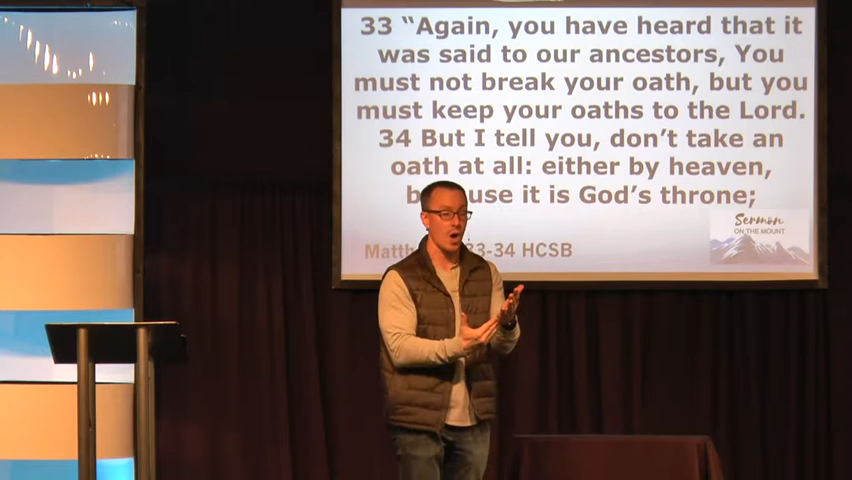 33 “Again, you have heard that it
was said to our ancestors, You
must not break your oath, but you
must keep your oaths to the Lord.
34 But I tell you, don’t take an
oath at all: either by heaven,
it is God’s throne;
Sermon
ON THE MOUNT
33-34 HCSB